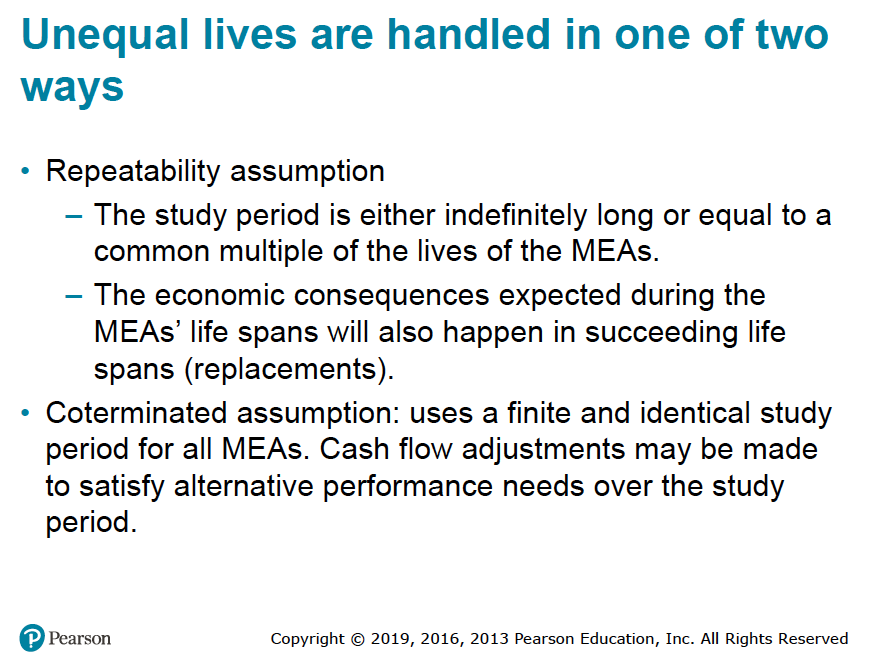 Unequal lives are handled in one of two
ways
• Repeatability assumption
– The study period is either indefinitely long or equal to a
common multiple of the lives of the MEAs.
– The economic consequences expected during the
MEAs’ life spans will also happen in succeeding life
spans (replacements).
• Coterminated assumption: uses a finite and identical study
period for all MEAs. Cash flow adjustments may be made
to satisfy alternative performance needs over the study
period.
Pearson
Copyright © 2019, 2016, 2013 Pearson Education, Inc. All Rights Reserved